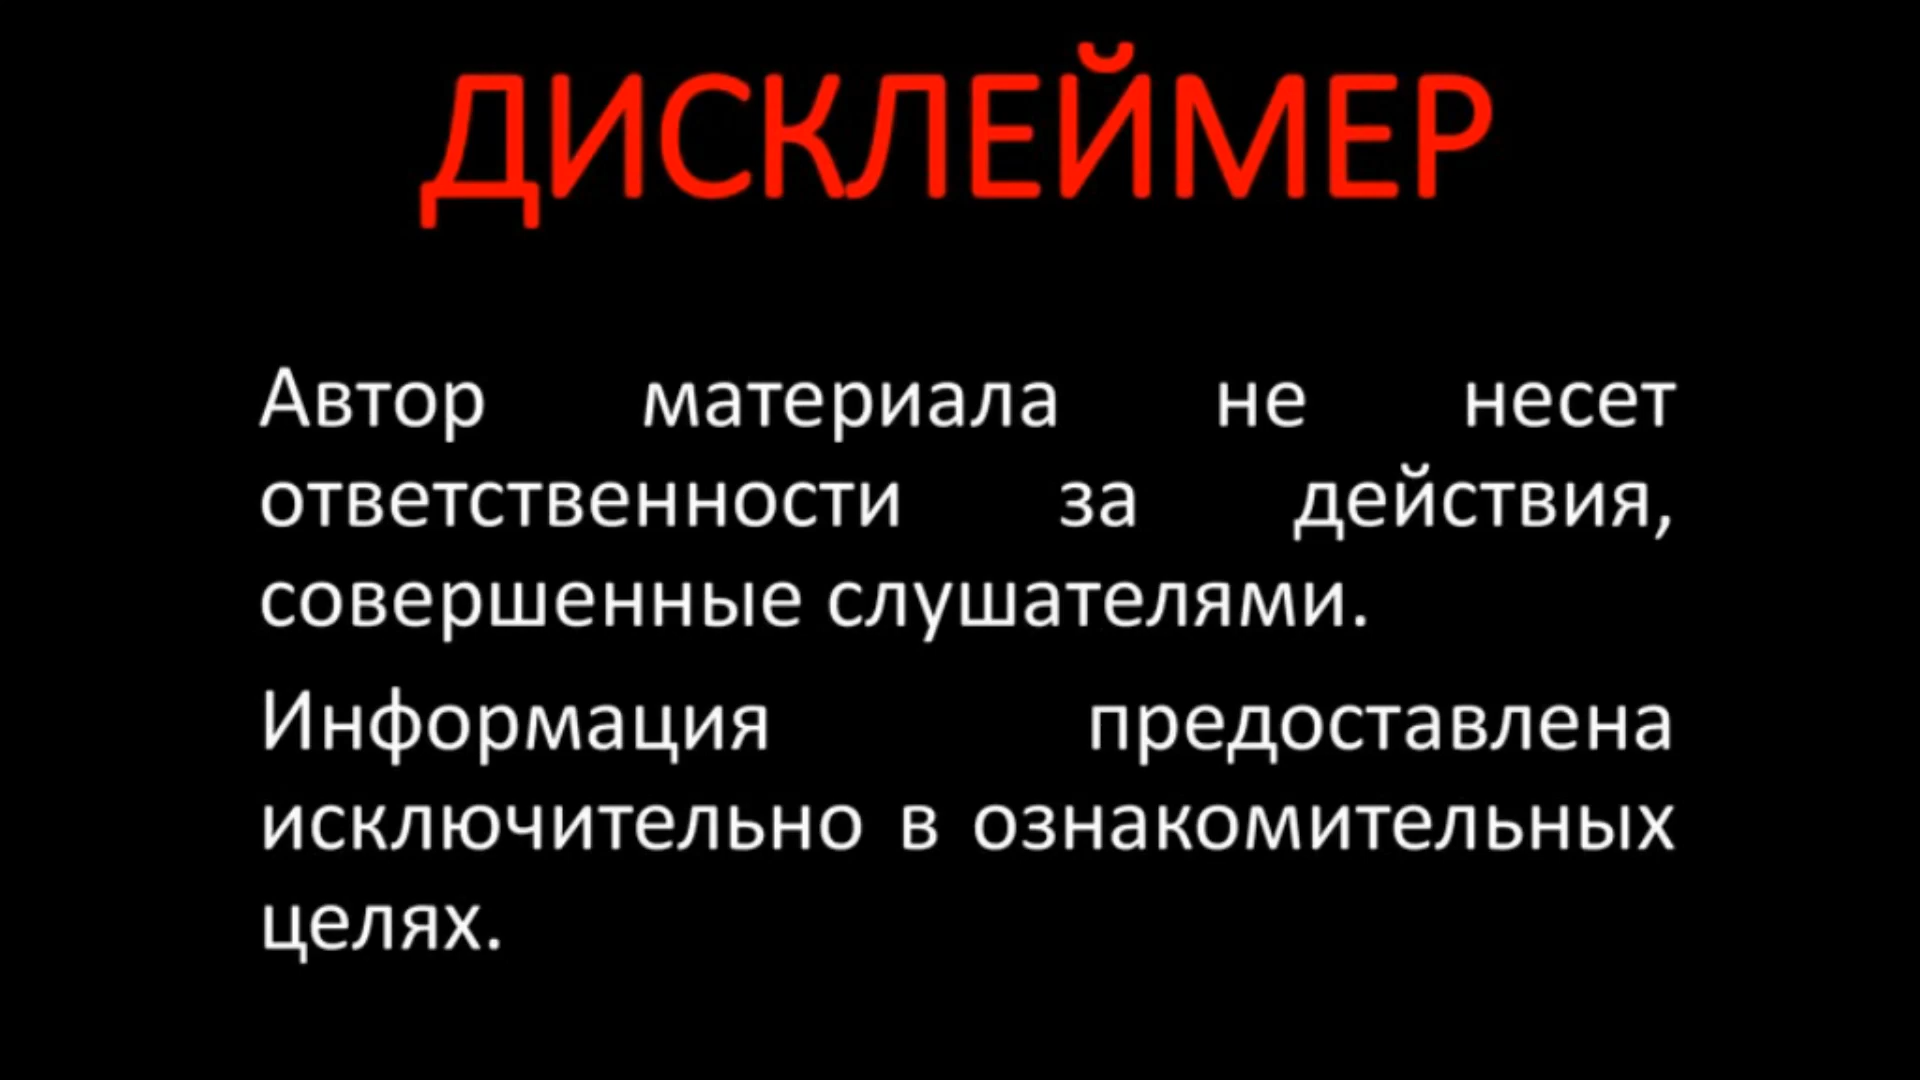 ДИСКЛЕЙМЕР
Автор материала не несет
ответственности за действия,
совершенные слушателями.
Информация предоставлена
исключительно в ознакомительных
целях.